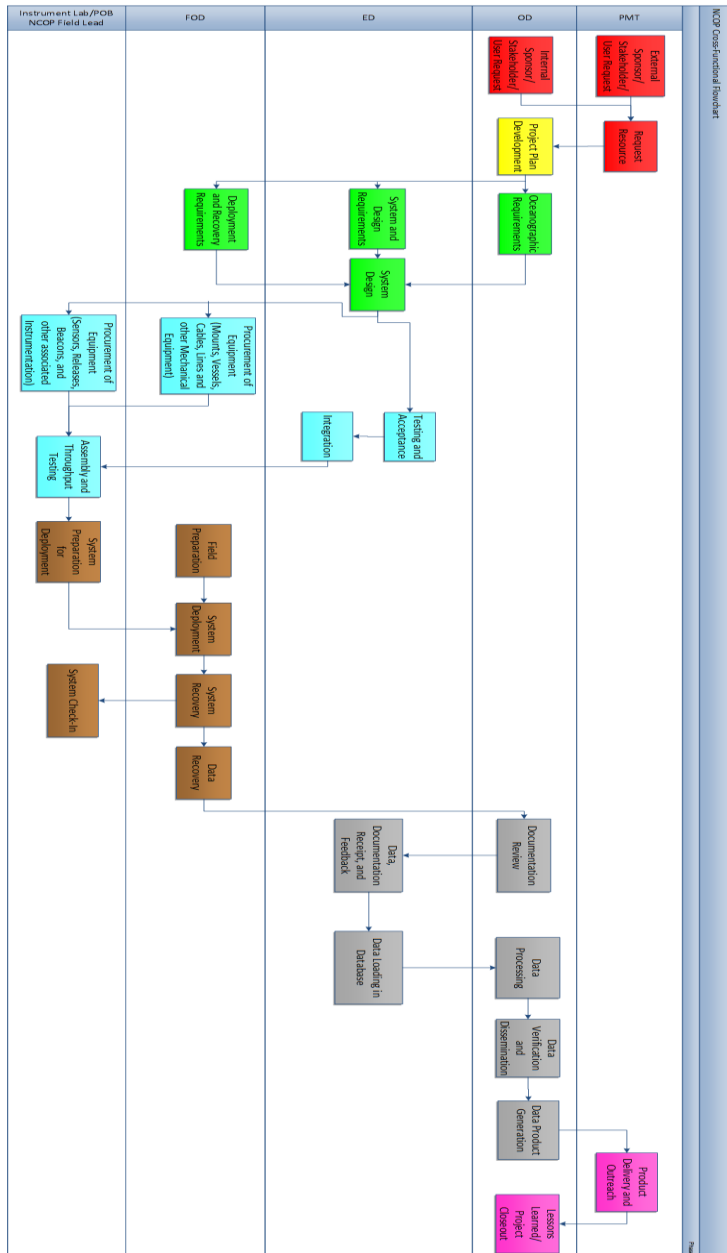 NCOP Cross-Functional Flowchart
PMT
OD
ED
FOD
Instrument Lab/POB
NCOP Field Lead
External
Sponsor/
Stakeholder/
User Request
Internal
Sponsor/
Stakeholder/
User Request
Request
Resource
Project Plan
Development
Oceanographic
Requirements
System and
Design
Requirements
Deployment
and Recovery
Requirements
System
Design
Procurement of
Equipment
(Mounts, Vessels,
Cables, Lines and
other Mechanical
Equipment)
Procurement of
Equipment
(Sensors, Releases,
Beacons, and
other associated
Instrumentation)
Testing and
Acceptance
Integration
Assembly and
Throughput
Testing
System
Preparation
for
Deployment
Field
Preparation
System
Deployment
System
Recovery
System Check-In
Data
Recovery
Documentation
Review
Data,
Documentation
Receipt, and
Feedback
Data Loading in
Database
Data
Processing
Data
Verification
and
Dissemination
Data Product
Generation
Product
Delivery and
Outreach
Lessons
Learned/
Project
Closeout